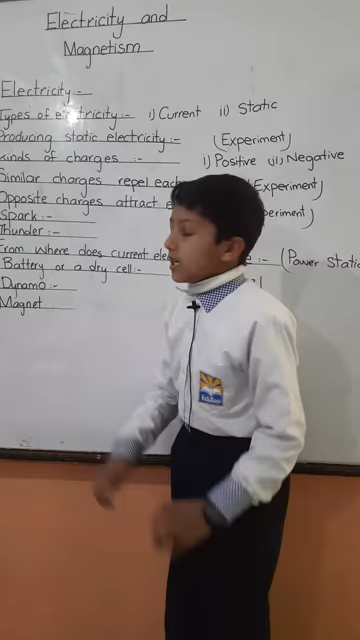 Electricity and
Magnetism
Electricity :-
Types of electricity :- i) Current ii) Static
Producing static electricity :- (Experiment)
Kinds of charges :- i) Positive ii) Negative
Similar charges repel each (Experiment)
Opposite charges attract
Spark :-
Thunder :-
From where does current :- (Power
Battery or a dry cell :-
Dynamo :-
Magnet